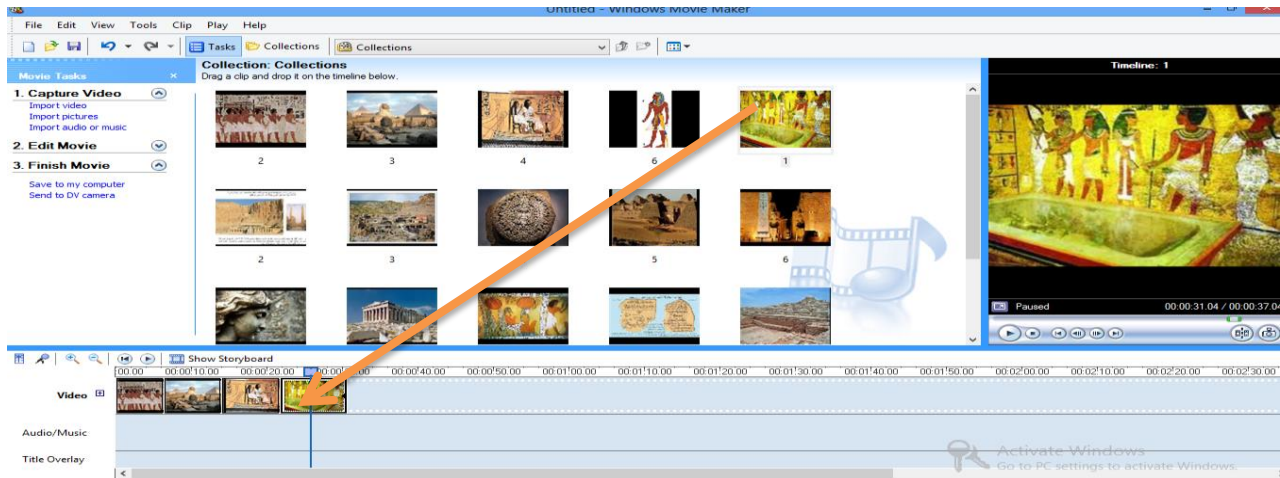 Untitled - Windows Movie Maker
File Edit View Tools Clip Play Help
Tasks Collections Collections
Movie Tasks ×
1. Capture Video
Import video
Import pictures
Import audio or music
2. Edit Movie
3. Finish Movie
Save to my computer
Send to DV camera
Collection: Collections
Drag a clip and drop it on the timeline below.
2 3 4 6 1
2 3 5 6
Timeline: 1
Paused 00:00:31.04 / 00:00:37.04
Show Storyboard
00:00'10.00 00:00'20.00 00:00'40.00 00:00'50.00 00:01'00.00 00:01'10.00 00:01'20.00 00:01'30.00 00:01'40.00 00:01'50.00 00:02'00.00 00:02'10.00 00:02'20.00 00:02'30.00
Video
Audio/Music
Title Overlay
Activate Windows
Go to PC settings to activate Windows.